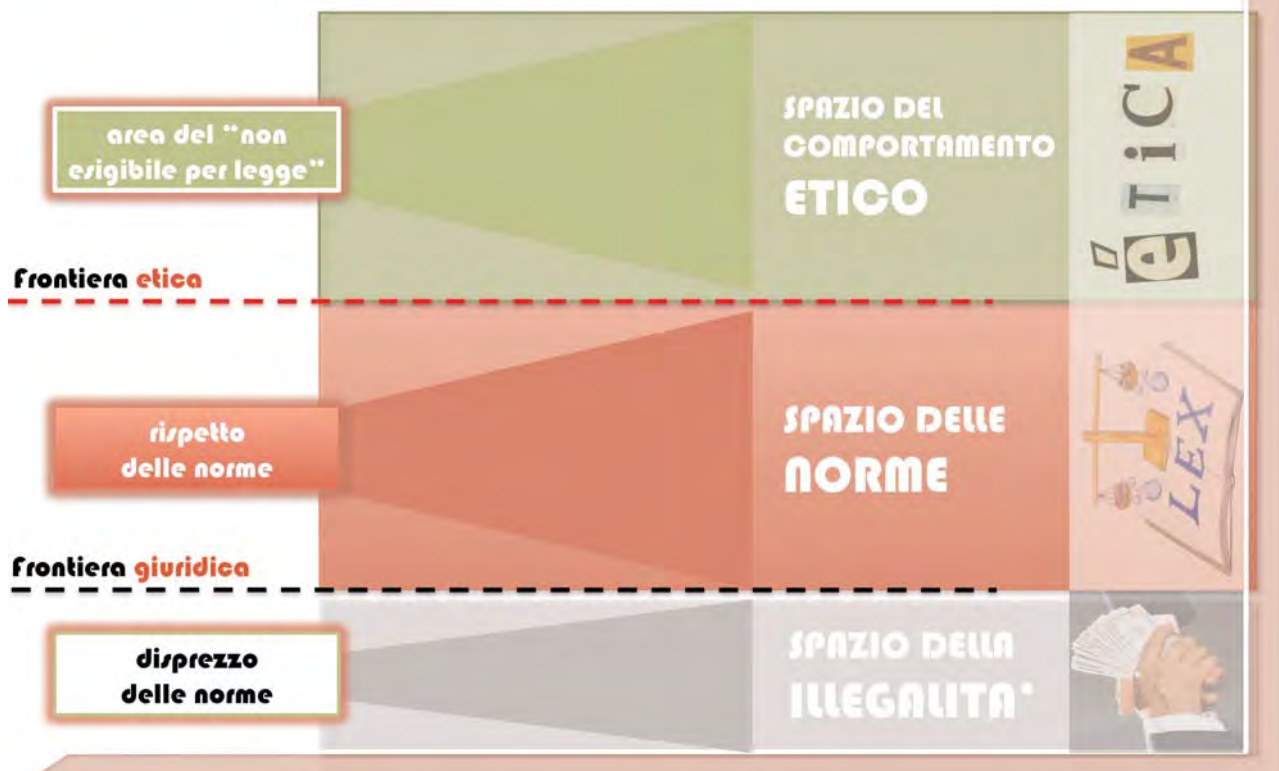 area del "non
esigibile per legge"
SPAZIO DEL
COMPORTAMENTO
ETICO
éTiCA
Frontiera etica
rispetto
delle norme
SPAZIO DELLE
NORME
LEX
Frontiera giuridica
disprezzo
delle norme
SPAZIO DELLA
ILLEGALITA'